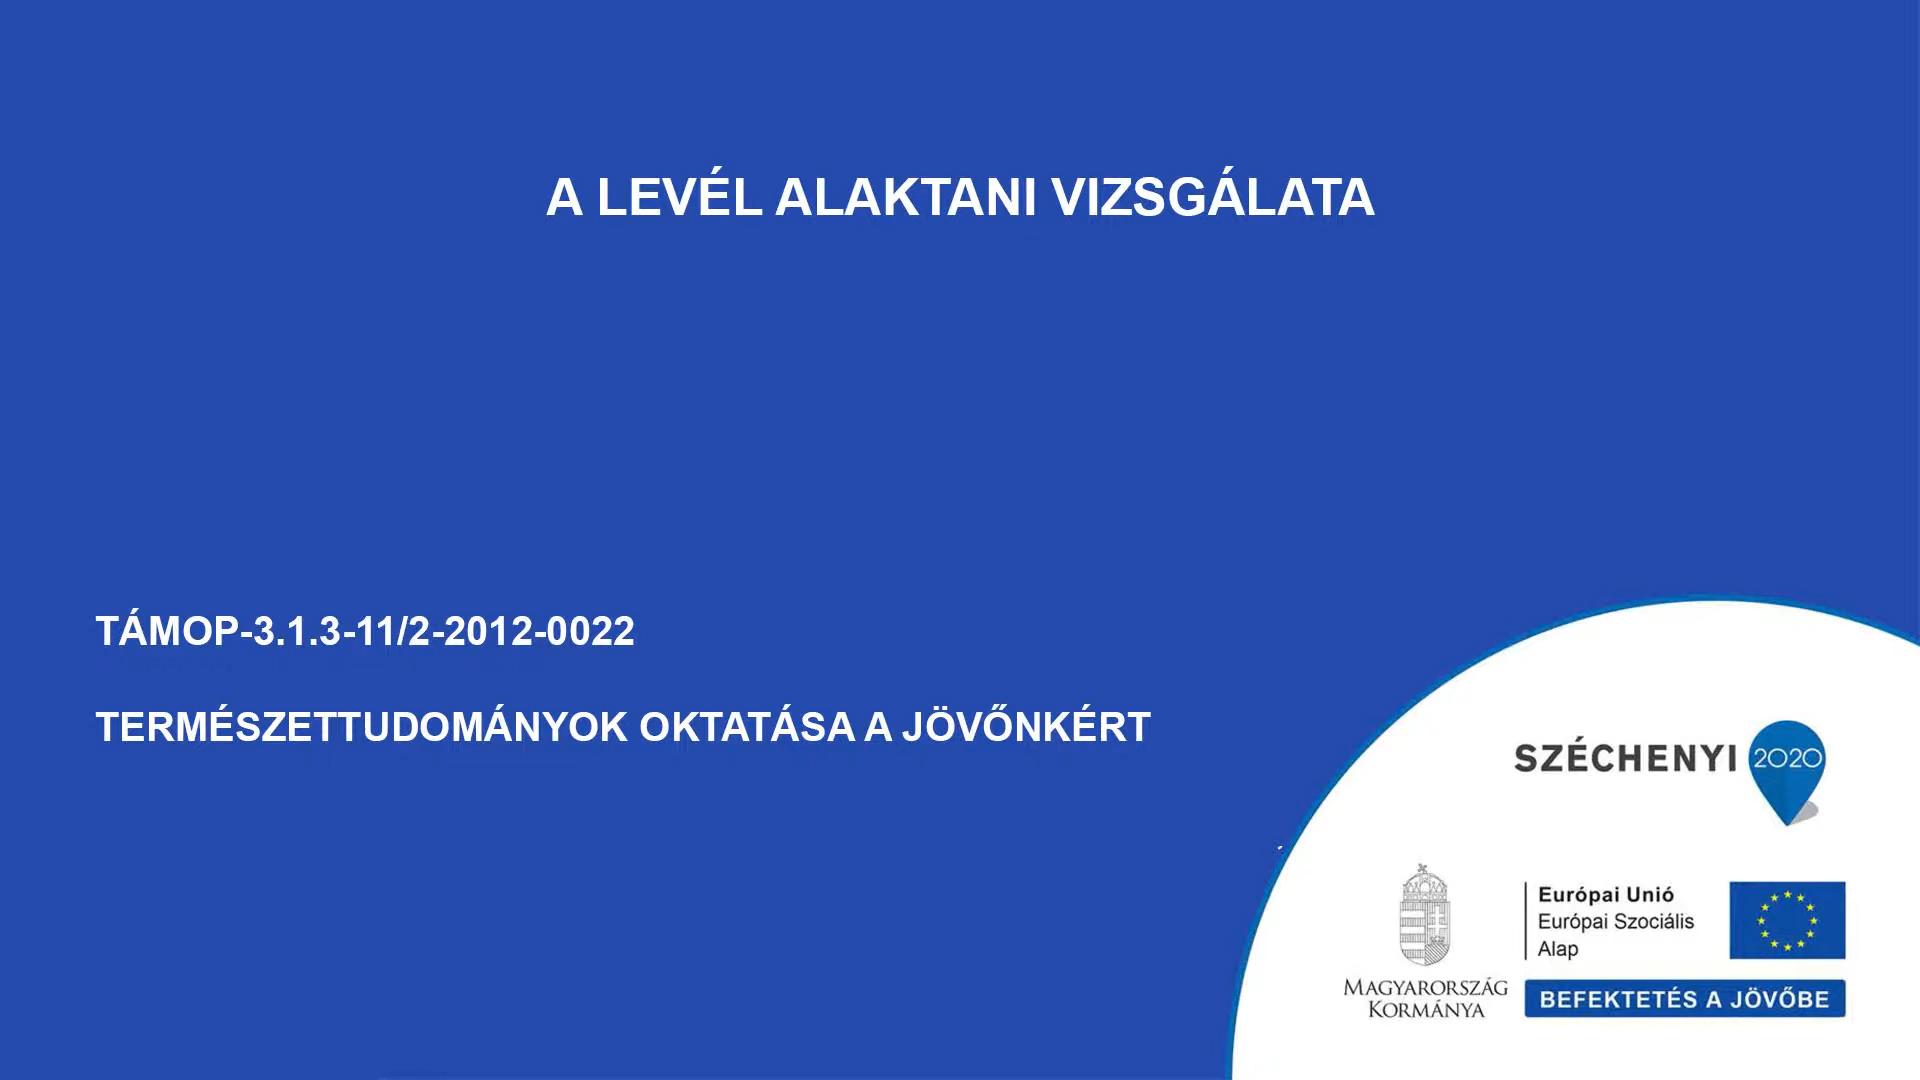 A LEVÉL ALAKTANI VIZSGÁLATA
TÁMOP-3.1.3-11/2-2012-0022
TERMÉSZETTUDOMÁNYOK OKTATÁSA A JÖVŐNKÉRT
SZÉCHENYI 2020
MAGYARORSZÁG
KORMÁNYA
Európai Unió
Európai Szociális
Alap
BEFEKTETÉS A JÖVŐBE